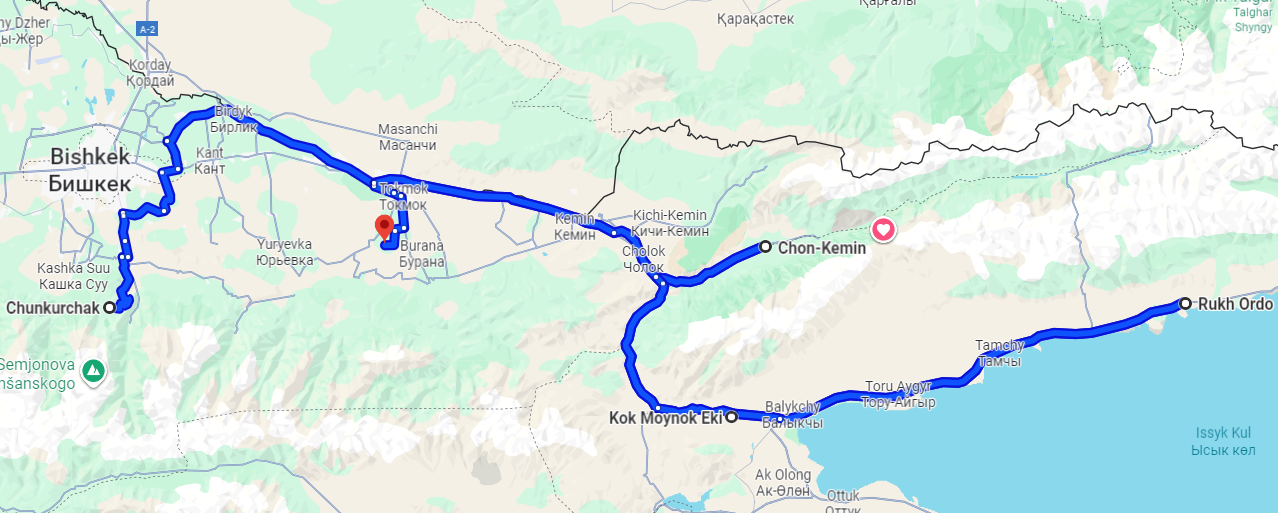 ny Dzher
ы-Жер
A-2
Қарақастек
Қарғалы
Talghar
Shyngy
Korday
Қордай
Birdyk
Бирлик
Masanchi
Масанчи
Bishkek
Бишкек
Kant
Кант
Tokmok
Токмок
Kemin
Кемин
Kichi-Kemin
Кичи-Кемин
Yuryevka
Юрьевка
Burana
Бурана
Cholok
Чолок
Chon-Kemin
Kashka Suu
Кашка Суу
Chunkurchak
Rukh Ordo
Semjonova
nšanskogo
Tamchy
Тамчы
Toru Aygyr
Тору-Айгыр
Kok Moynok Eki
Balykchy
Балыкчы
Issyk Kul
Ысык көл
Ak Olong
Ак-Өлөң
Ottuk
Оттук